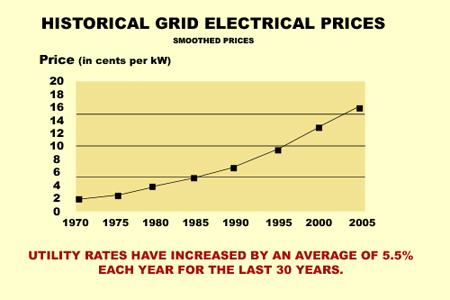 HISTORICAL GRID ELECTRICAL PRICES
SMOOTHED PRICES
Price (in cents per kW)
20
18
16
14
12
10
8
6
4
2
0
1970 1975 1980 1985 1990 1995 2000 2005
UTILITY RATES HAVE INCREASED BY AN AVERAGE OF 5.5%
EACH YEAR FOR THE LAST 30 YEARS.